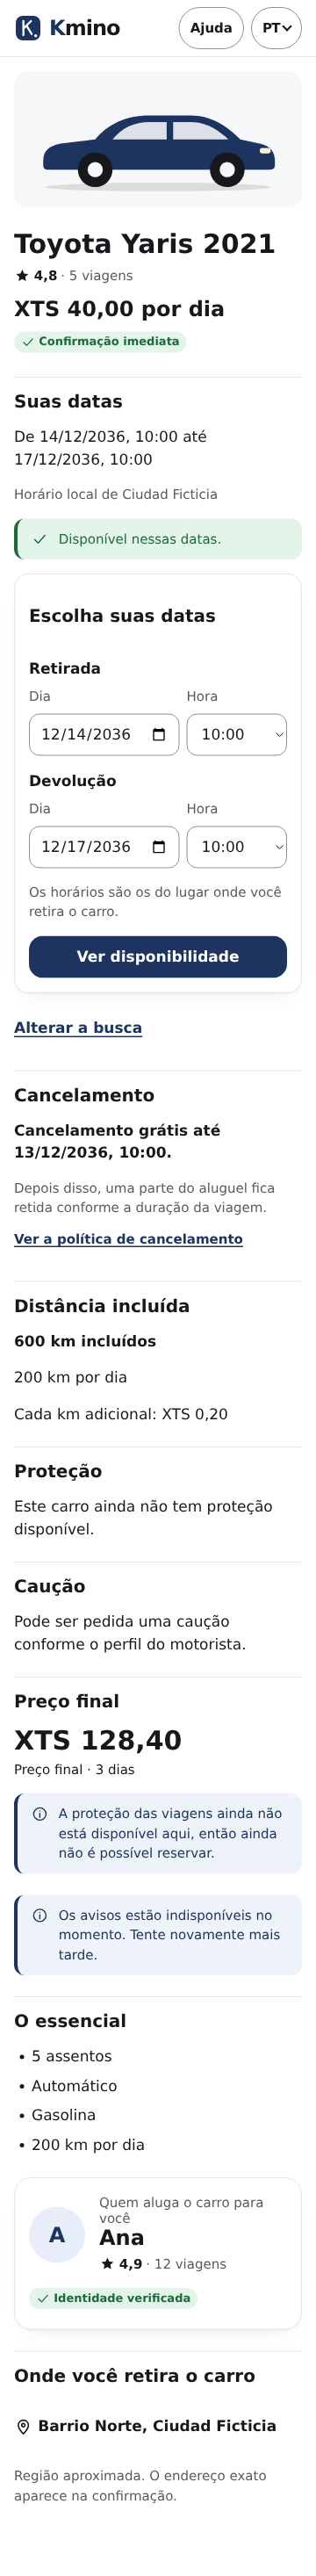 K Kmino
Ajuda
PT
Toyota Yaris 2021
★ 4,8 · 5 viagens
XTS 40,00 por dia
Confirmação imediata
Suas datas
De 14/12/2036, 10:00 até
17/12/2036, 10:00
Horário local de Ciudad Ficticia
Disponível nessas datas.
Escolha suas datas
Retirada
Dia
Hora
12/14/2036
10:00
Devolução
Dia
Hora
12/17/2036
10:00
Os horários são os do lugar onde você
retira o carro.
Ver disponibilidade
Alterar a busca
Cancelamento
Cancelamento grátis até
13/12/2036, 10:00.
Depois disso, uma parte do aluguel fica
retida conforme a duração da viagem.
Ver a política de cancelamento
Distância incluída
600 km incluídos
200 km por dia
Cada km adicional: XTS 0,20
Proteção
Este carro ainda não tem proteção
disponível.
Caução
Pode ser pedida uma caução
conforme o perfil do motorista.
Preço final
XTS 128,40
Preço final · 3 dias
A proteção das viagens ainda não
está disponível aqui, então ainda
não é possível reservar.
Os avisos estão indisponíveis no
momento. Tente novamente mais
tarde.
O essencial
• 5 assentos
• Automático
• Gasolina
• 200 km por dia
A
Quem aluga o carro para
você
Ana
★ 4,9 · 12 viagens
Identidade verificada
Onde você retira o carro
Barrio Norte, Ciudad Ficticia
Região aproximada. O endereço exato
aparece na confirmação.